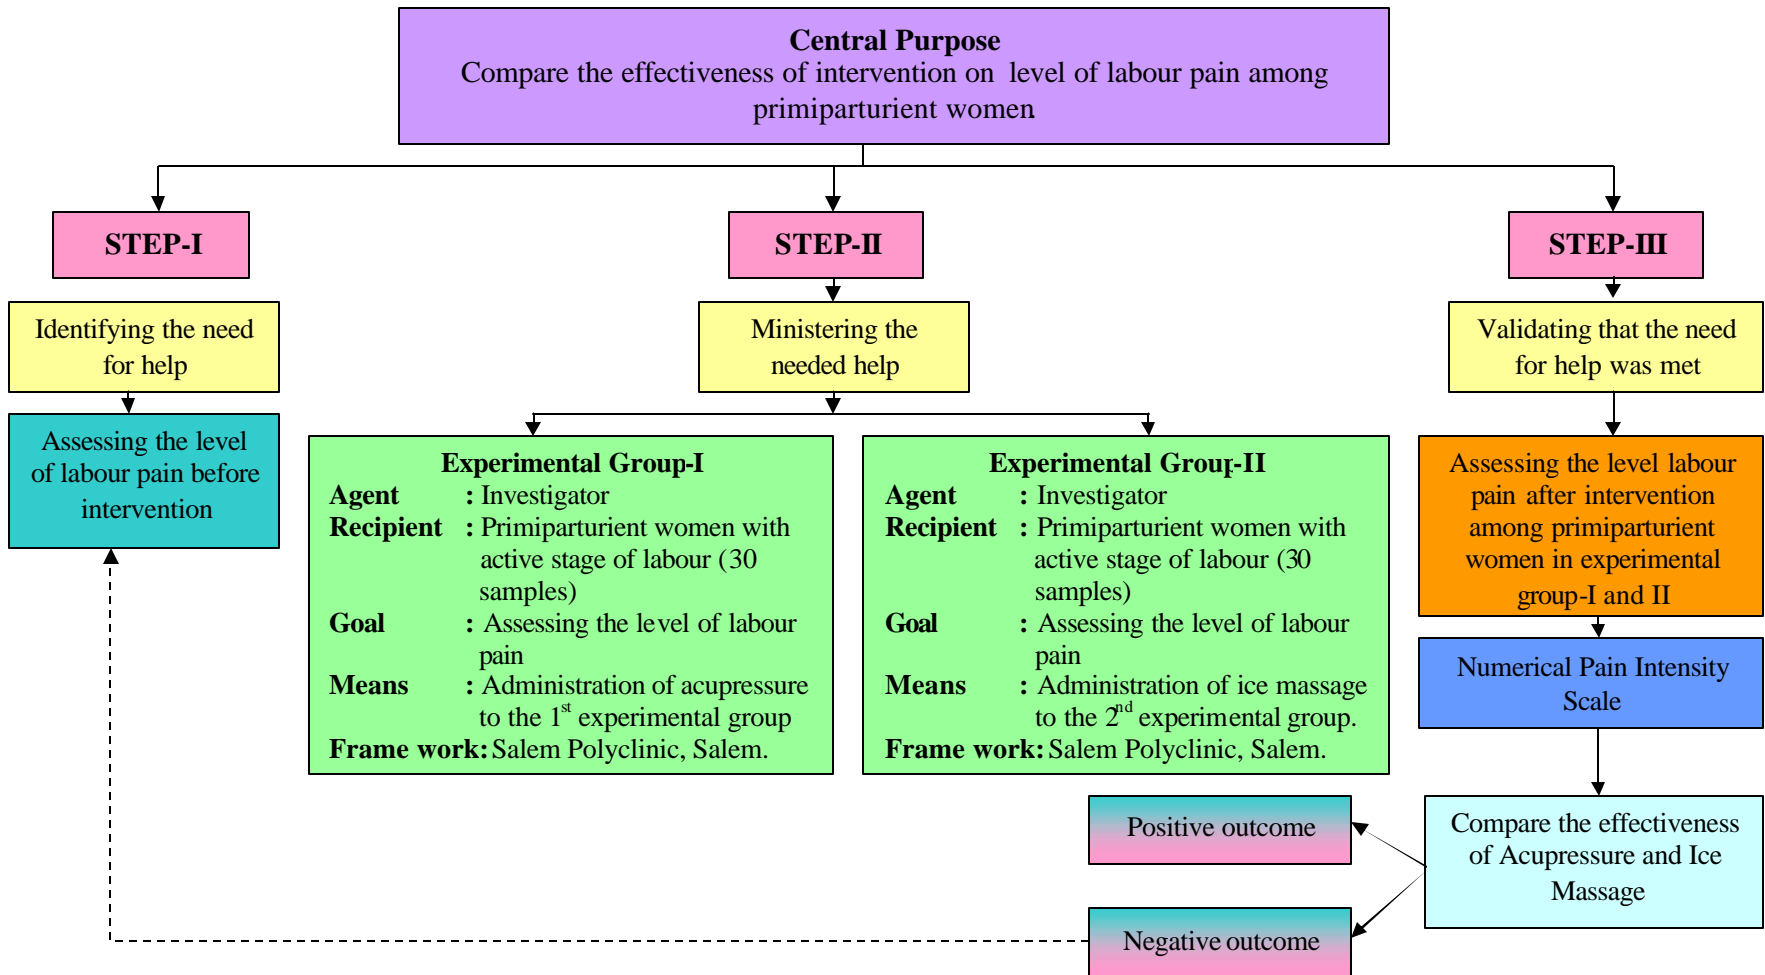 Central Purpose
Compare the effectiveness of intervention on level of labour pain among
primiparturient women
STEP-I
STEP-II
STEP-III
Identifying the need
for help
Ministering the
needed help
Validating that the need
for help was met
Assessing the level
of labour pain before
intervention
Experimental Group-I
Agent : Investigator
Recipient : Primiparturient women with
active stage of labour (30
samples)
Goal : Assessing the level of labour
pain
Means : Administration of acupressure
to the 1st experimental group
Frame work: Salem Polyclinic, Salem.
Experimental Group-II
Agent : Investigator
Recipient : Primiparturient women with
active stage of labour (30
samples)
Goal : Assessing the level of labour
pain
Means : Administration of ice massage
to the 2nd experimental group.
Frame work: Salem Polyclinic, Salem.
Assessing the level labour
pain after intervention
among primiparturient
women in experimental
group-I and II
Numerical Pain Intensity
Scale
Compare the effectiveness
of Acupressure and Ice
Massage
Positive outcome
Negative outcome